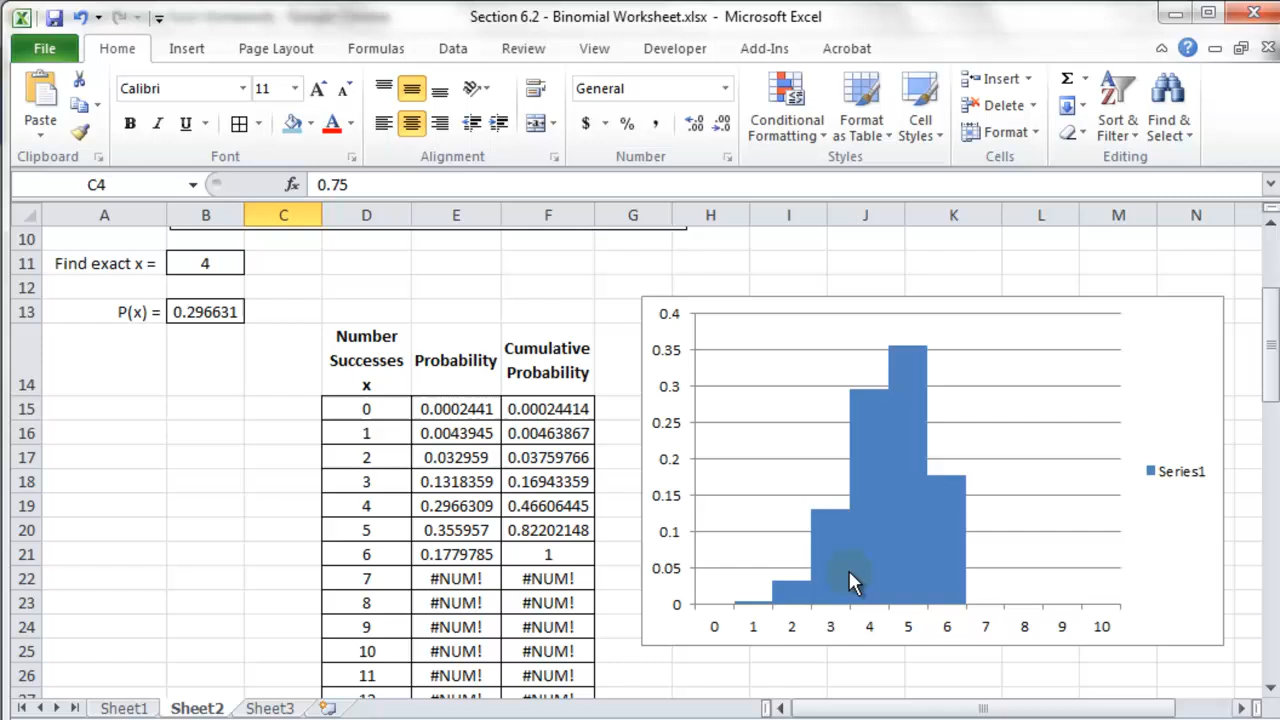 Section 6.2 - Binomial Worksheet.xlsx - Microsoft Excel
File Home Insert Page Layout Formulas Data Review View Developer Add-Ins Acrobat
Calibri 11 General
Paste
B I U $ % ,
Conditional Formatting
Format as Table
Cell Styles
Insert
Delete
Format
Sort & Filter
Find & Select
Clipboard Font Alignment Number Styles Cells Editing
C4 fx 0.75
A B C D E F G H I J K L M N
10
11 Find exact x = 4
12
13 P(x) = 0.296631
14
Number Successes x
Probability
Cumulative Probability
15 0 0.0002441 0.00024414
16 1 0.0043945 0.00463867
17 2 0.032959 0.03759766
18 3 0.1318359 0.16943359
19 4 0.2966309 0.46606445
20 5 0.355957 0.82202148
21 6 0.1779785 1
22 7 #NUM! #NUM!
23 8 #NUM! #NUM!
24 9 #NUM! #NUM!
25 10 #NUM! #NUM!
26 11 #NUM! #NUM!
0.4
0.35
0.3
0.25
0.2
0.15
0.1
0.05
0
0 1 2 3 4 5 6 7 8 9 10
Series1
Sheet1 Sheet2 Sheet3